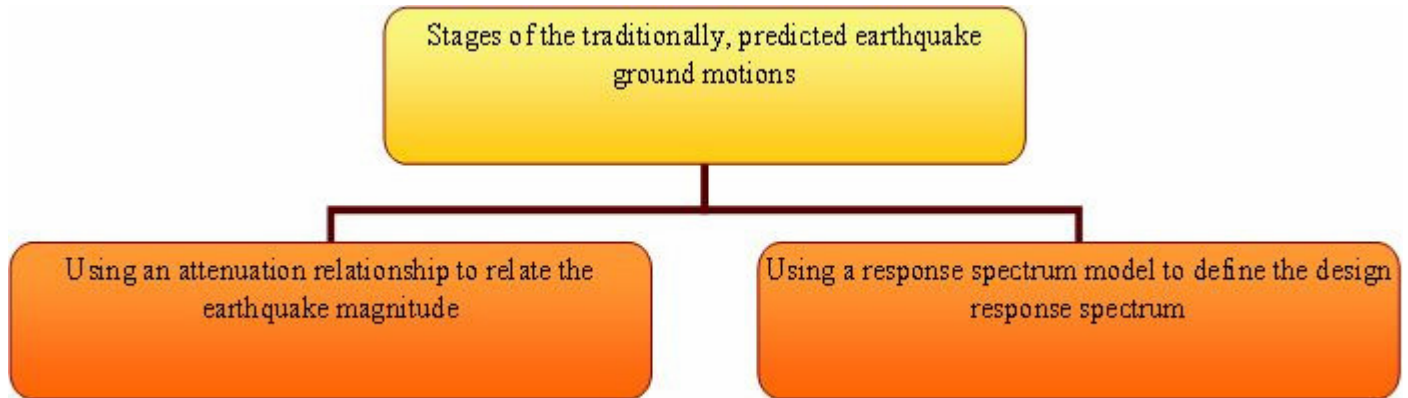 Stages of the traditionally, predicted earthquake
ground motions
Using an attenuation relationship to relate the
earthquake magnitude
Using a response spectrum model to define the design
response spectrum